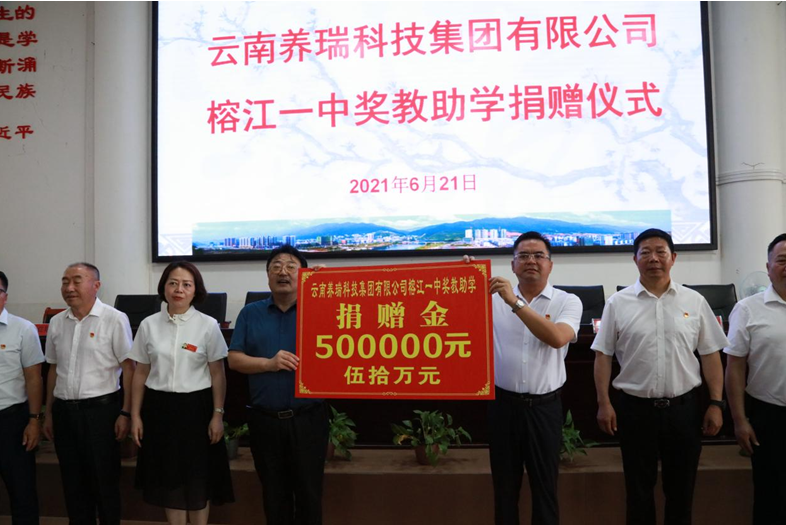 生的
是学
新涌
民族
近平
云南养瑞科技集团有限公司
榕江一中奖教助学捐赠仪式
2021年6月21日
云南养瑞科技集团有限公司榕江一中奖教助学
捐赠金
500000元
伍拾万元